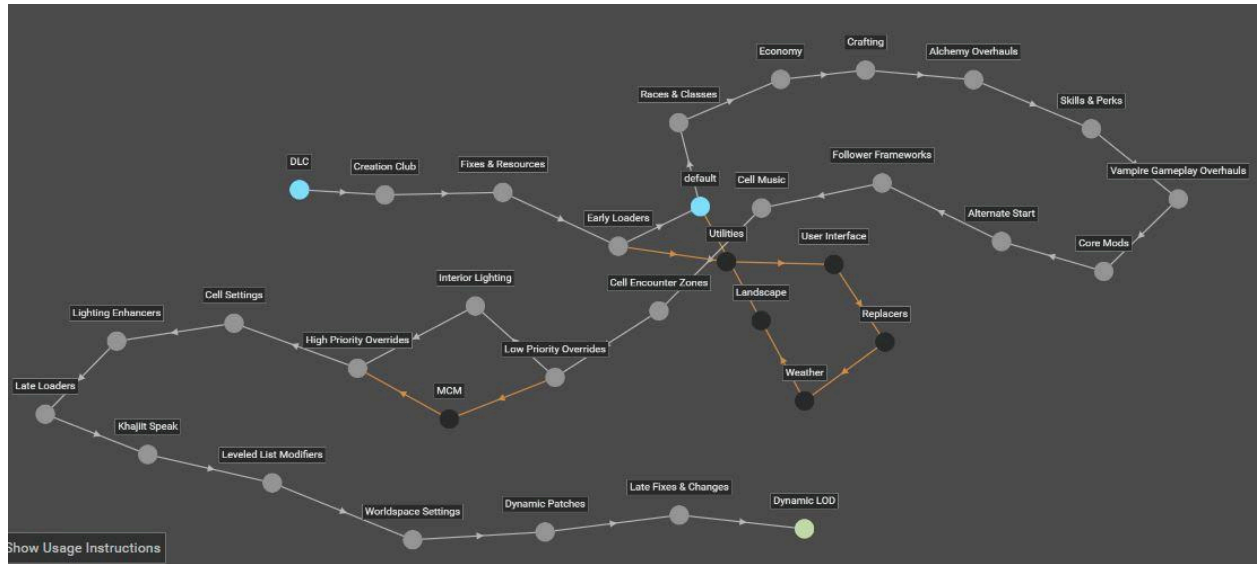 Crafting
Economy
Alchemy Overhauls
Races & Classes
Skills & Perks
DLC
Creation Club
Fixes & Resources
Follower Frameworks
Vampire Gameplay Overhauls
default
Cell Music
Alternate Start
Early Loaders
Utilities
User Interface
Core Mods
Interior Lighting
Cell Encounter Zones
Landscape
Cell Settings
Lighting Enhancers
Replacers
High Priority Overrides
Low Priority Overrides
Weather
Late Loaders
MCM
Khajiit Speak
Leveled List Modifiers
Late Fixes & Changes
Dynamic LOD
Worldspace Settings
Dynamic Patches
Show Usage Instructions